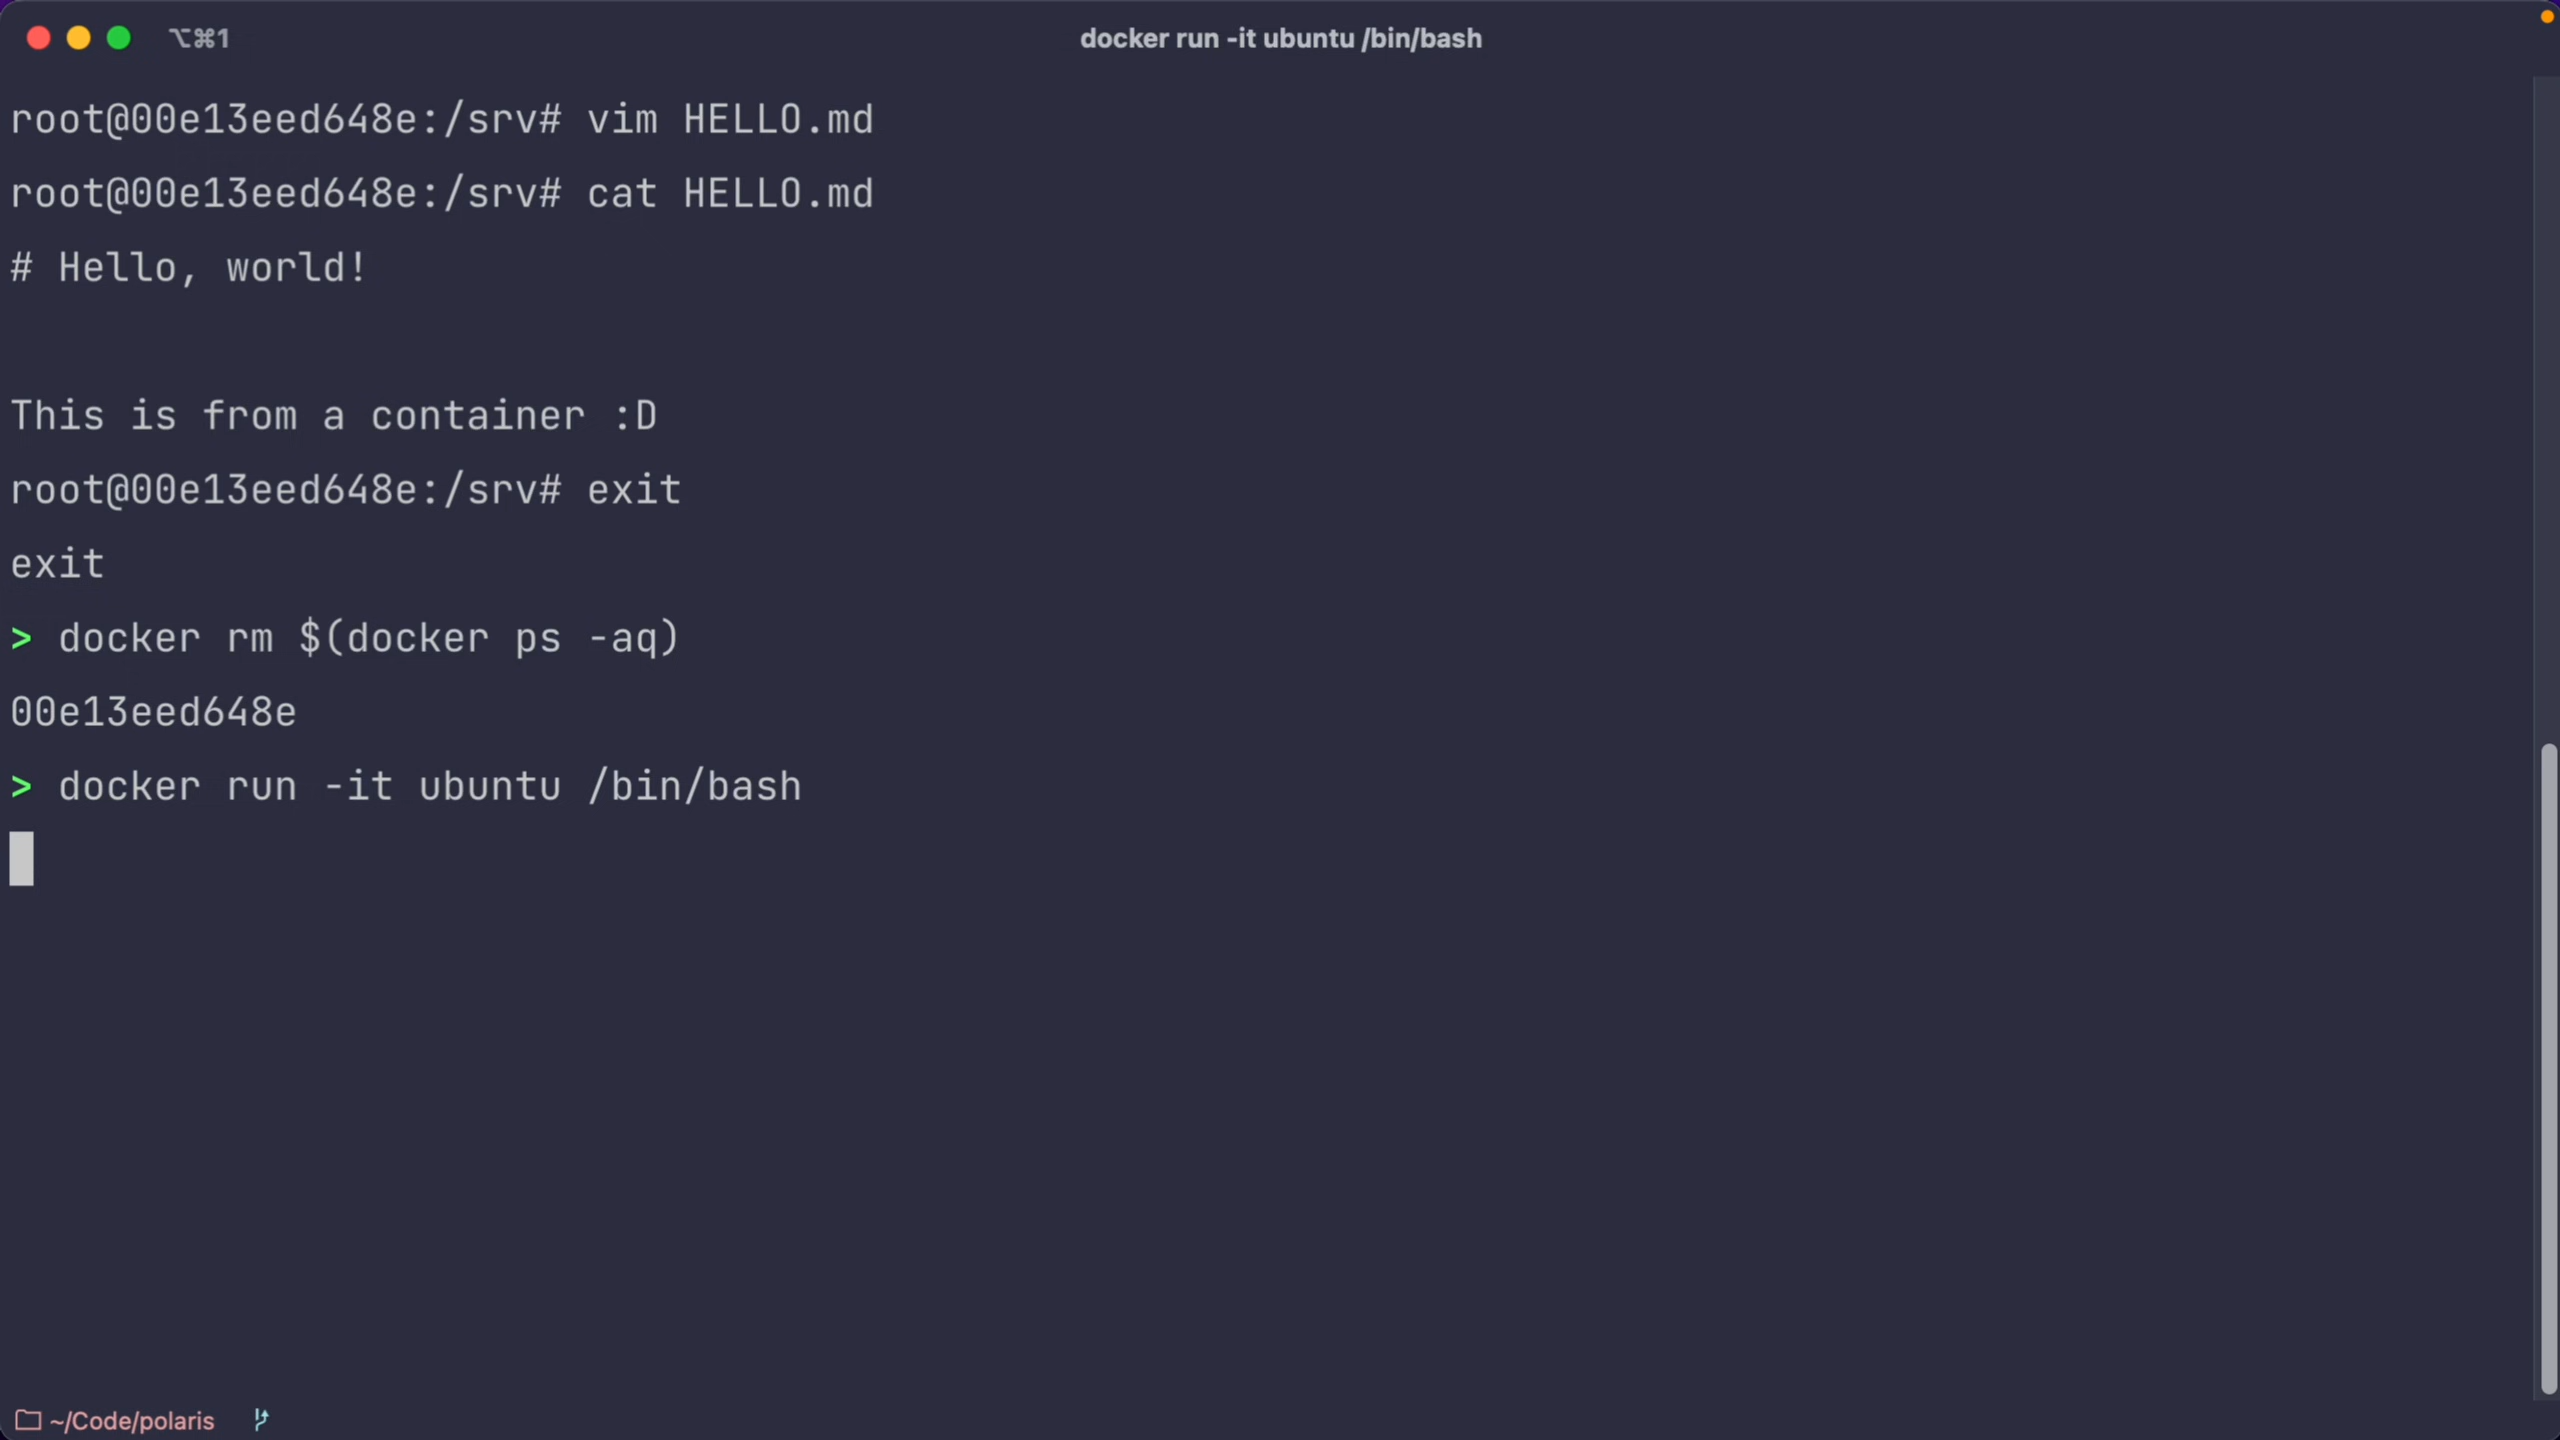 ⌥⌘1
docker run -it ubuntu /bin/bash
root@00e13eed648e:/srv# vim HELLO.md
root@00e13eed648e:/srv# cat HELLO.md
# Hello, world!
This is from a container :D
root@00e13eed648e:/srv# exit
exit
> docker rm $(docker ps -aq)
00e13eed648e
> docker run -it ubuntu /bin/bash
~/Code/polaris